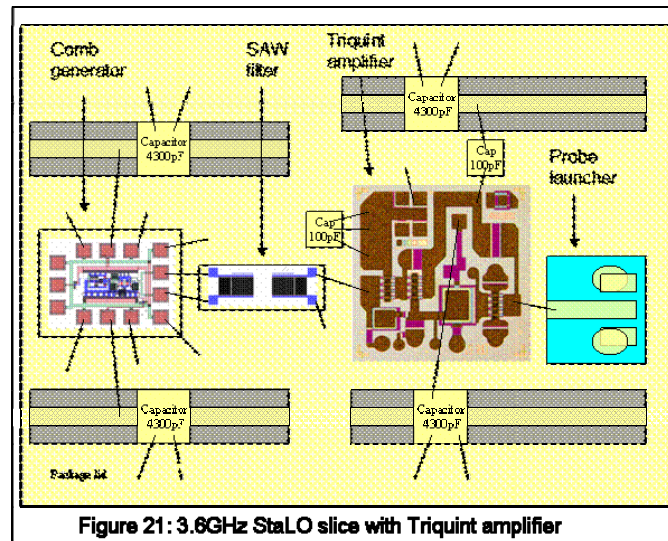 Comb
generator
SAW
filter
Triquint
amplifier
Probe
launcher
Capacitor
4300pF
Capacitor
4300pF
Cap
100pF
Cap
100pF
Capacitor
4300pF
Capacitor
4300pF
Package lid
Figure 21: 3.6GHz StaLO slice with Triquint amplifier